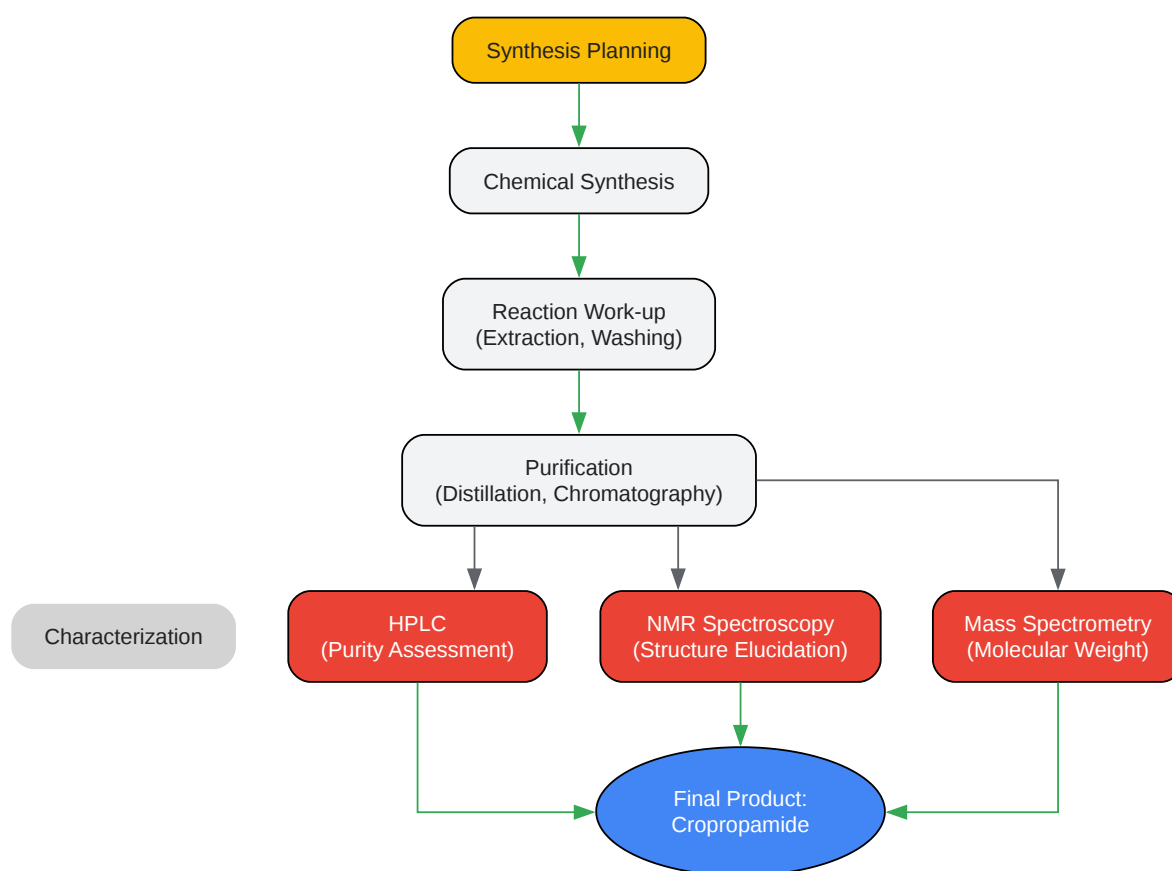 Synthesis Planning
Chemical Synthesis
Reaction Work-up
(Extraction, Washing)
Purification
(Distillation, Chromatography)
Characterization
HPLC
(Purity Assessment)
NMR Spectroscopy
(Structure Elucidation)
Mass Spectrometry
(Molecular Weight)
Final Product:
Cropropamide